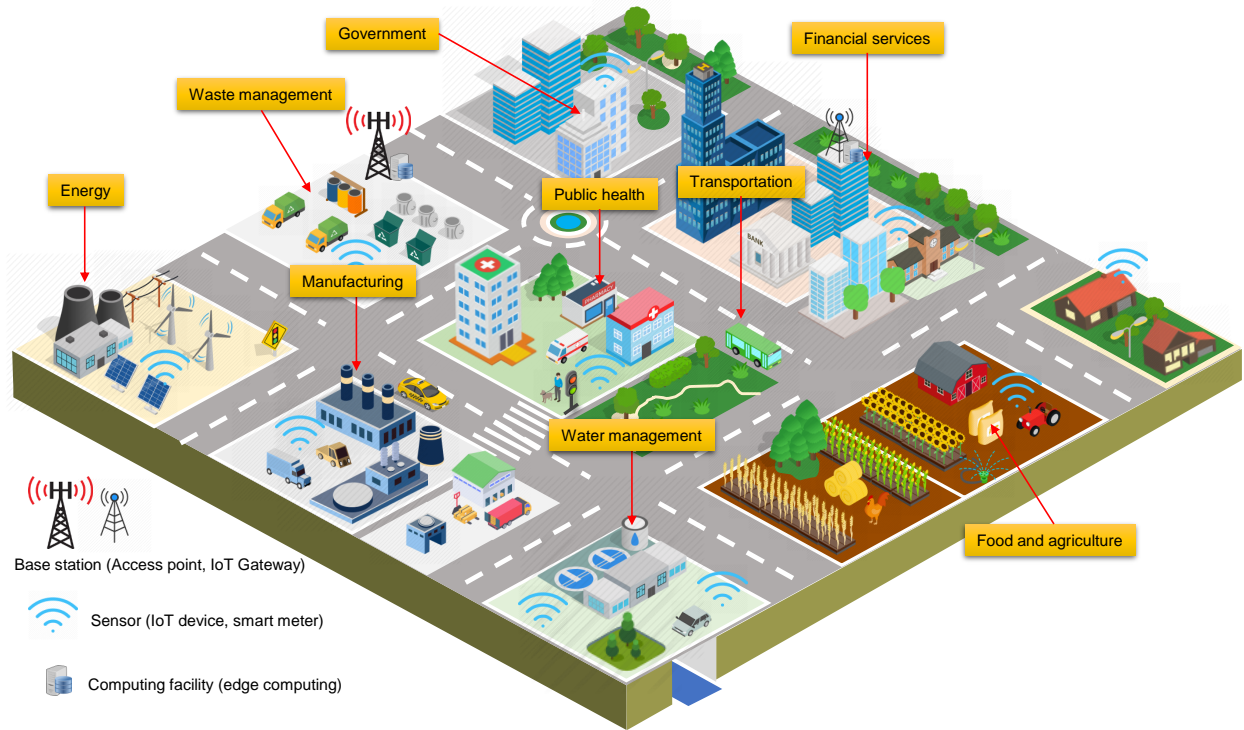 Government
Financial services
Waste management
Energy
Public health
Transportation
BANK
PHARMACY
Manufacturing
Water management
Food and agriculture
Base station (Access point, IoT Gateway)
Sensor (IoT device, smart meter)
Computing facility (edge computing)
H